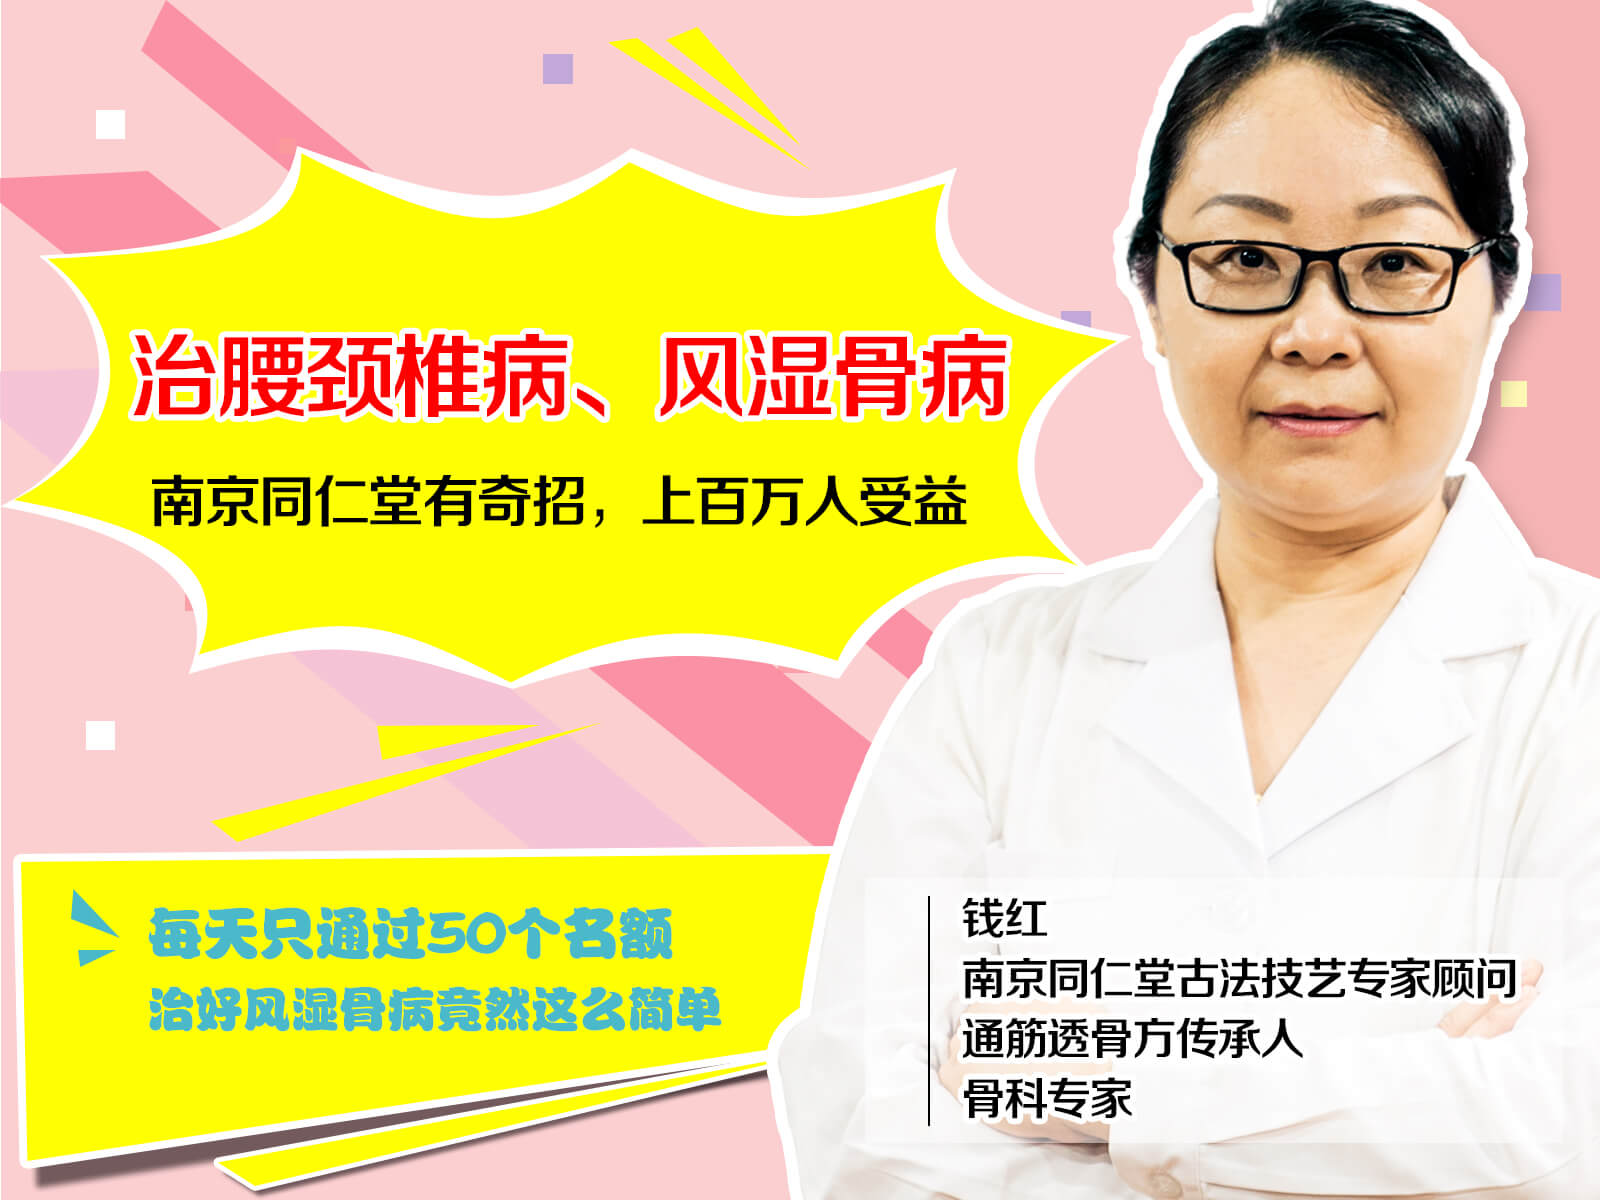 治腰颈椎病、风湿骨病
南京同仁堂有奇招，上百万人受益
每天只通过50个名额
治好风湿骨病竟然这么简单
钱红
南京同仁堂古法技艺专家顾问
通筋透骨方传承人
骨科专家